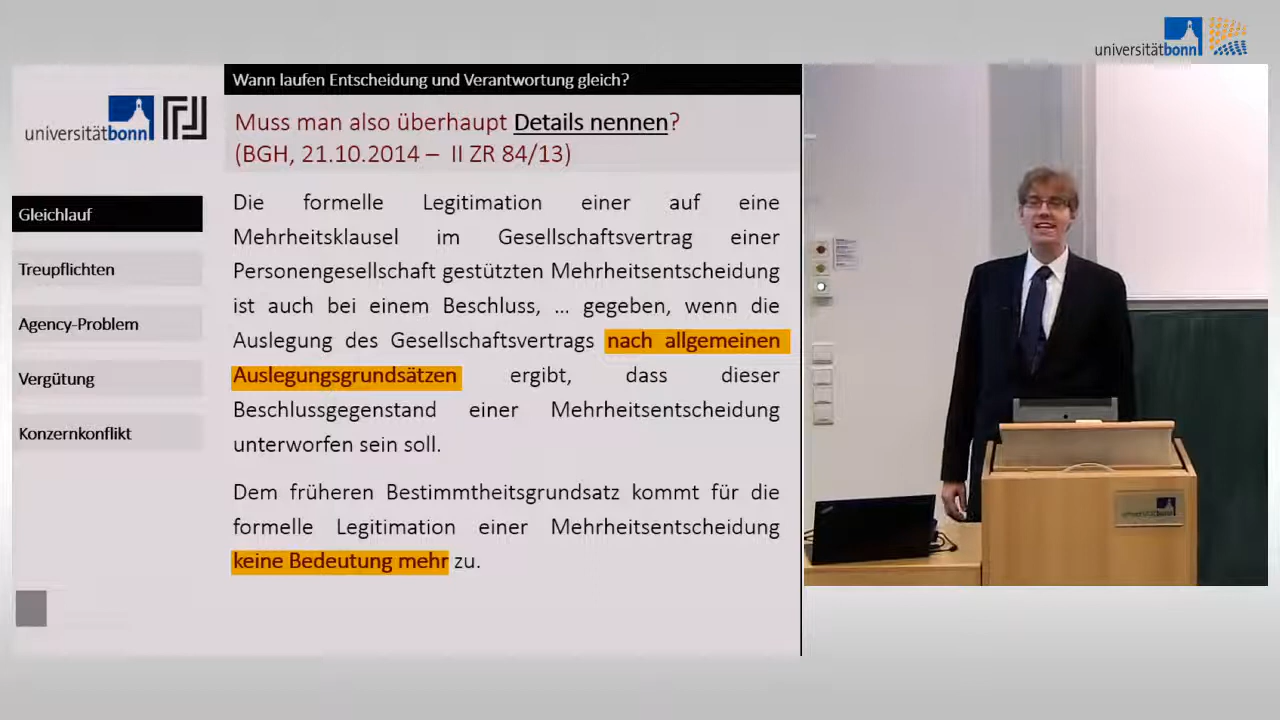 universitätbonn
Wann laufen Entscheidung und Verantwortung gleich?
universitätbonn
Muss man also überhaupt Details nennen?
(BGH, 21.10.2014 – II ZR 84/13)
Gleichlauf
Treupflichten
Agency-Problem
Vergütung
Konzernkonflikt
Die formelle Legitimation einer auf eine
Mehrheitsklausel im Gesellschaftsvertrag einer
Personengesellschaft gestützten Mehrheitsentscheidung
ist auch bei einem Beschluss, … gegeben, wenn die
Auslegung des Gesellschaftsvertrags nach allgemeinen
Auslegungsgrundsätzen ergibt, dass dieser
Beschlussgegenstand einer Mehrheitsentscheidung
unterworfen sein soll.
Dem früheren Bestimmtheitsgrundsatz kommt für die
formelle Legitimation einer Mehrheitsentscheidung
keine Bedeutung mehr zu.